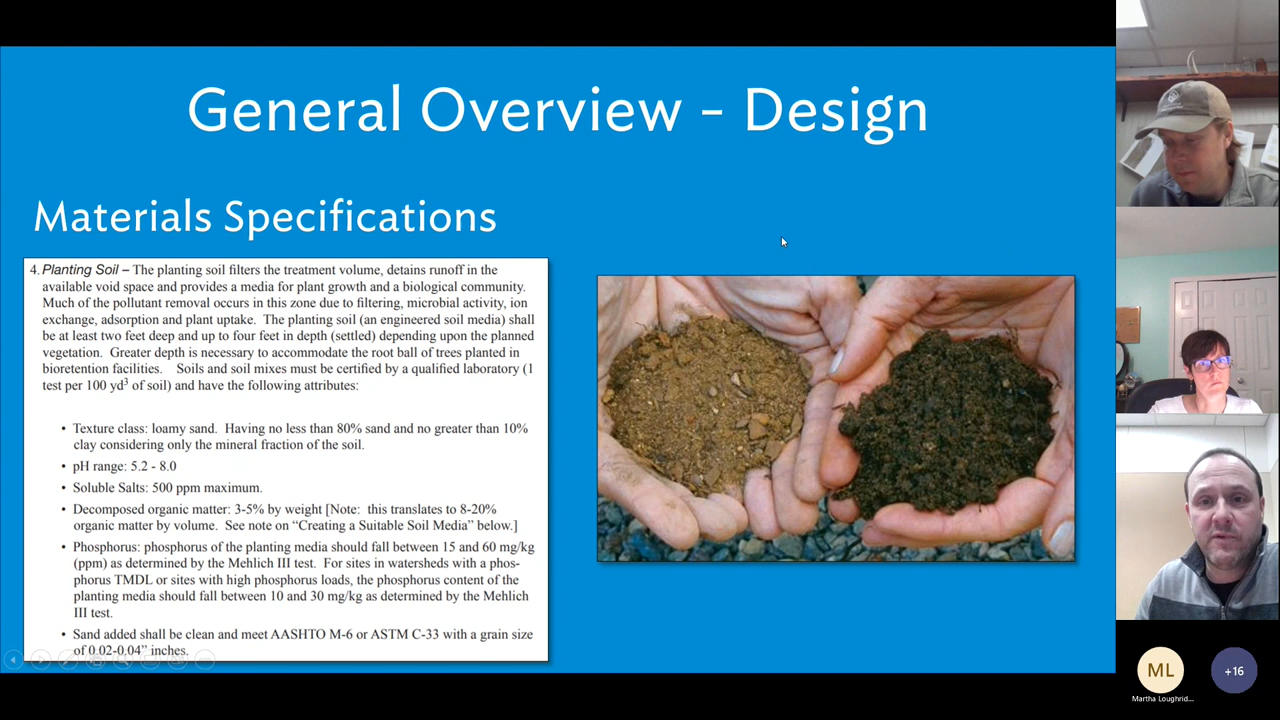 General Overview – Design
Materials Specifications
4. Planting Soil – The planting soil filters the treatment volume, detains runoff in the
available void space and provides a media for plant growth and a biological community.
Much of the pollutant removal occurs in this zone due to filtering, microbial activity, ion
exchange, adsorption and plant uptake. The planting soil (an engineered soil media) shall
be at least two feet deep and up to four feet in depth (settled) depending upon the planned
vegetation. Greater depth is necessary to accommodate the root ball of trees planted in
bioretention facilities. Soils and soil mixes must be certified by a qualified laboratory (1
test per 100 yd³ of soil) and have the following attributes:
• Texture class: loamy sand. Having no less than 80% sand and no greater than 10%
clay considering only the mineral fraction of the soil.
• pH range: 5.2 - 8.0
• Soluble Salts: 500 ppm maximum.
• Decomposed organic matter: 3-5% by weight [Note: this translates to 8-20%
organic matter by volume. See note on “Creating a Suitable Soil Media” below.]
• Phosphorus: phosphorus of the planting media should fall between 15 and 60 mg/kg
(ppm) as determined by the Mehlich III test. For sites in watersheds with a phos-
phorus TMDL or sites with high phosphorus loads, the phosphorus content of the
planting media should fall between 10 and 30 mg/kg as determined by the Mehlich
III test.
• Sand added shall be clean and meet AASHTO M-6 or ASTM C-33 with a grain size
of 0.02-0.04” inches.
ML
+16
Martha Loughrid...